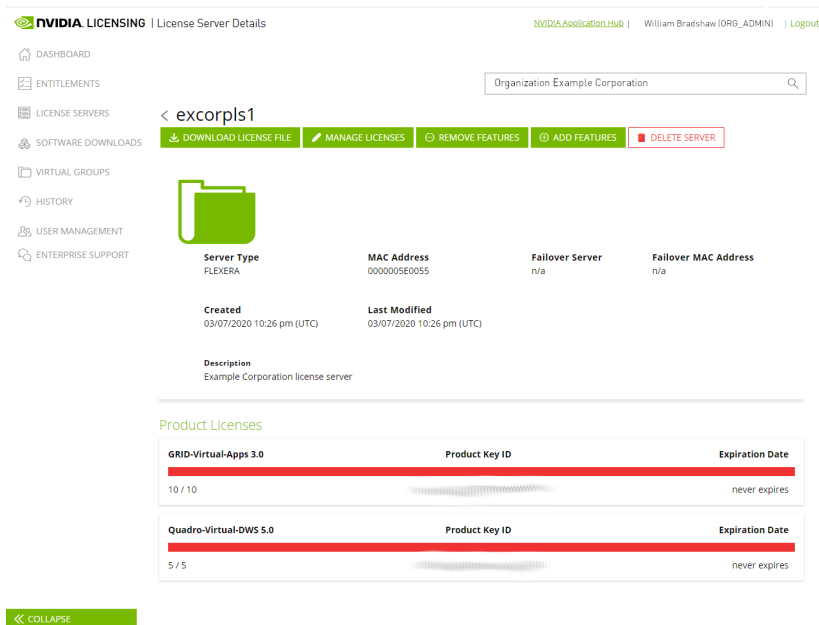 NVIDIA. LICENSING | License Server Details
NVIDIA Application Hub | William Bradshaw (ORG_ADMIN) | Logout
DASHBOARD
ENTITLEMENTS
LICENSE SERVERS
SOFTWARE DOWNLOADS
VIRTUAL GROUPS
HISTORY
USER MANAGEMENT
ENTERPRISE SUPPORT
Organization Example Corporation
< excorpls1
DOWNLOAD LICENSE FILE MANAGE LICENSES REMOVE FEATURES ADD FEATURES DELETE SERVER
Server Type MAC Address Failover Server Failover MAC Address
FLEXERA 0000005E0055 n/a n/a
Created Last Modified
03/07/2020 10:26 pm (UTC) 03/07/2020 10:26 pm (UTC)
Description
Example Corporation license server
Product Licenses
GRID-Virtual-Apps 3.0 Product Key ID Expiration Date
10 / 10 never expires
Quadro-Virtual-DWS 5.0 Product Key ID Expiration Date
5 / 5 never expires
COLLAPSE